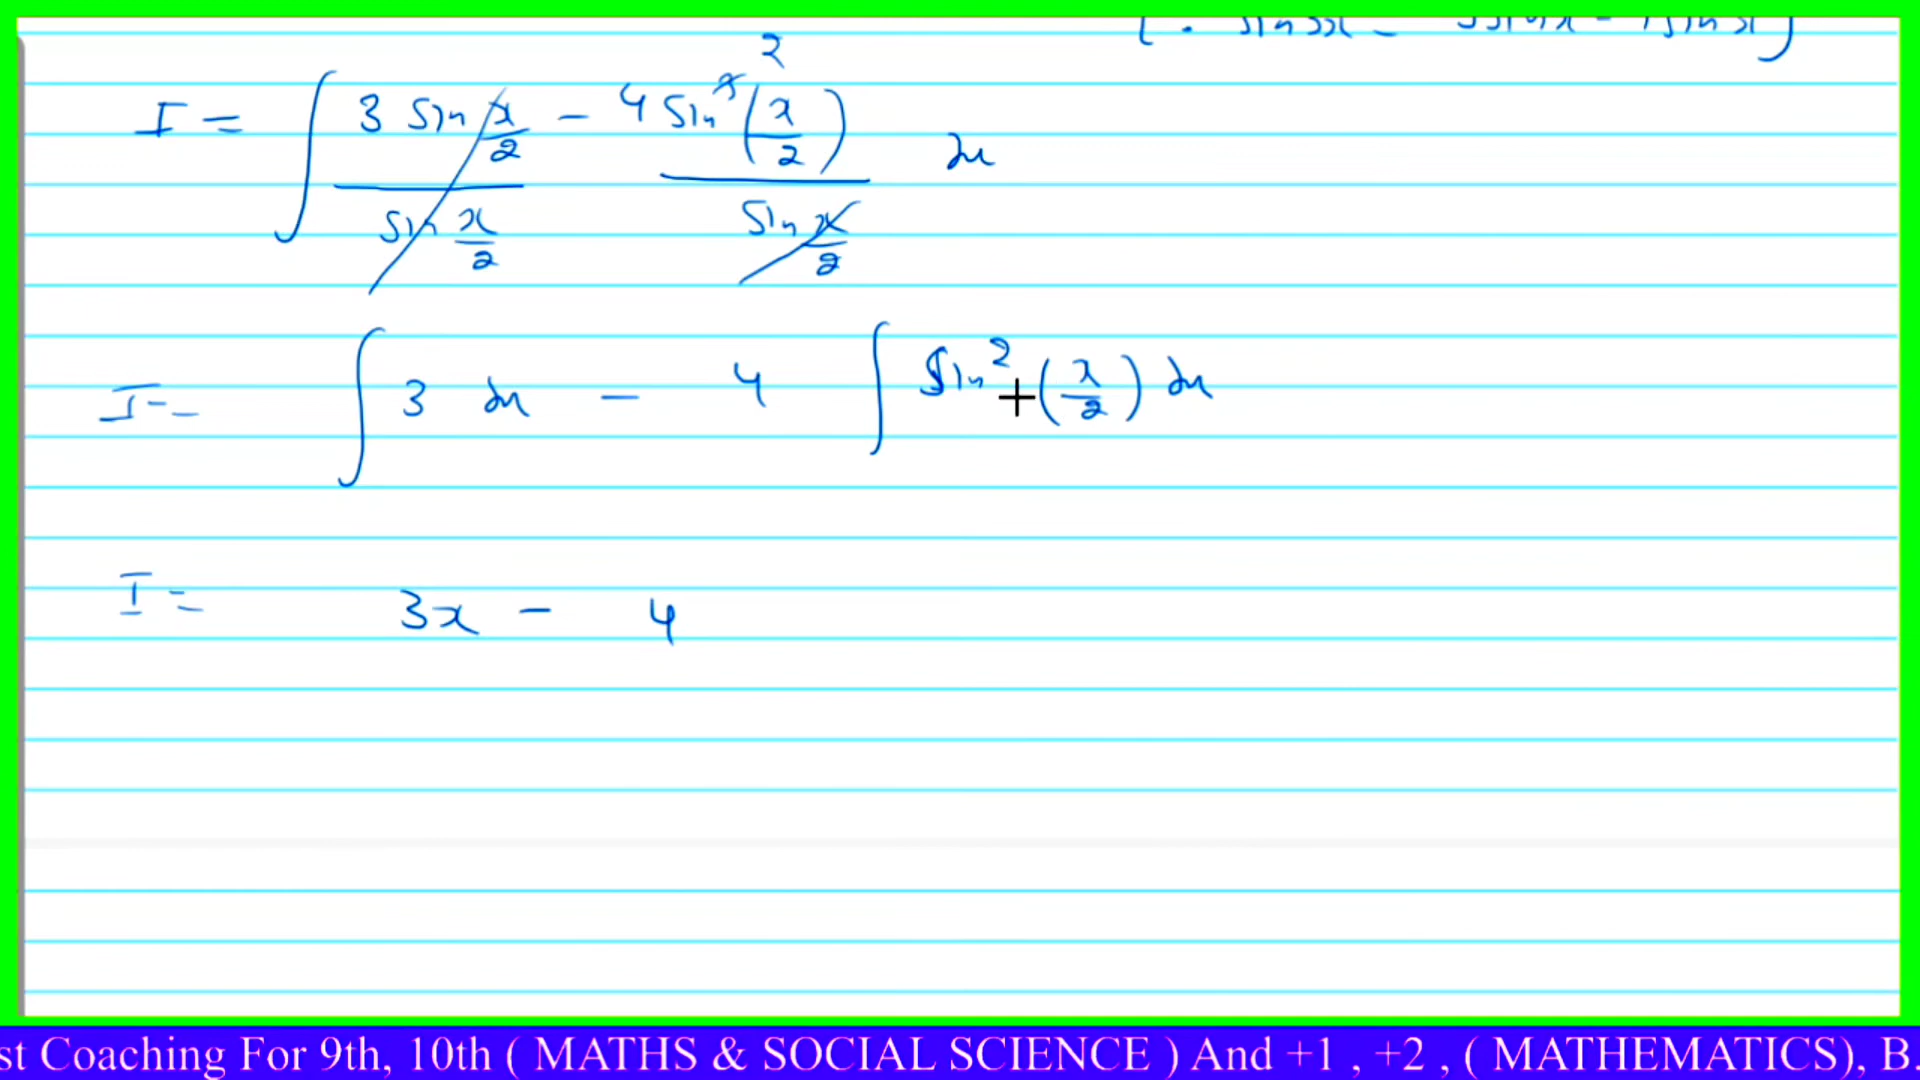 I = ∫ 3 sin x/2 / sin x/2 − 4 sin² (x/2) / sin x/2 dx
I = ∫ 3 dx − 4 ∫ sin² (x/2) dx
I = 3x − 4
st Coaching For 9th, 10th ( MATHS & SOCIAL SCIENCE ) And +1 , +2 , ( MATHEMATICS), B.